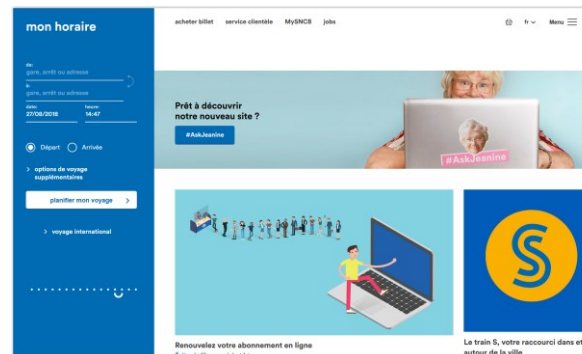 mon horaire
de:
gare, arrêt ou adresse
à:
gare, arrêt ou adresse
date: heure:
27/08/2018 14:47
Départ Arrivée
> options de voyage
supplémentaires
planifier mon voyage >
> voyage international
acheter billet service clientèle MySNCB jobs
fr Menu
Prêt à découvrir
notre nouveau site ?
#AskJeanine
#AskJeanine
S
Renouvelez votre abonnement en ligne
Le train S, votre raccourci dans et
autour de la ville